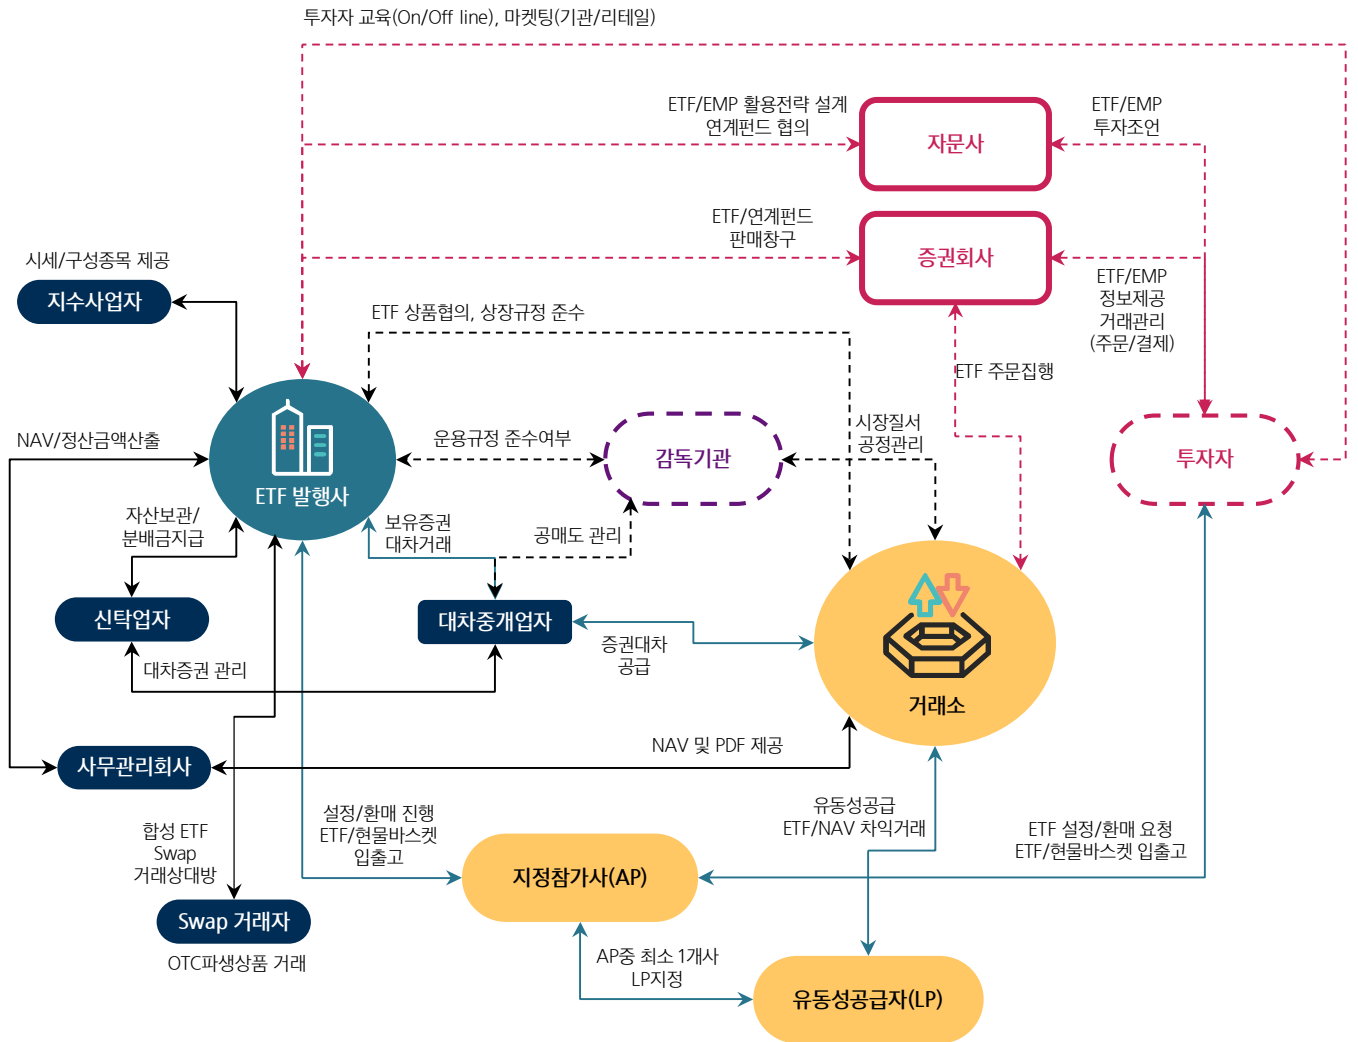 투자자 교육(On/Off line), 마켓팅(기관/리테일)
ETF/EMP 활용전략 설계
연계펀드 협의
자문사
ETF/EMP
투자조언
ETF/연계펀드
판매창구
증권회사
ETF/EMP
정보제공
거래관리
(주문/결제)
시세/구성종목 제공
지수사업자
ETF 상품협의, 상장규정 준수
ETF 주문집행
NAV/정산금액산출
ETF 발행사
운용규정 준수여부
감독기관
시장질서
공정관리
투자자
자산보관/
분배금지급
보유증권
대차거래
공매도 관리
신탁업자
대차중개업자
증권대차
공급
대차증권 관리
거래소
NAV 및 PDF 제공
사무관리회사
합성 ETF
Swap
거래상대방
설정/환매 진행
ETF/현물바스켓
입출고
유동성공급
ETF/NAV 차익거래
ETF 설정/환매 요청
ETF/현물바스켓 입출고
지정참가사(AP)
Swap 거래자
OTC파생상품 거래
AP중 최소 1개사
LP지정
유동성공급자(LP)